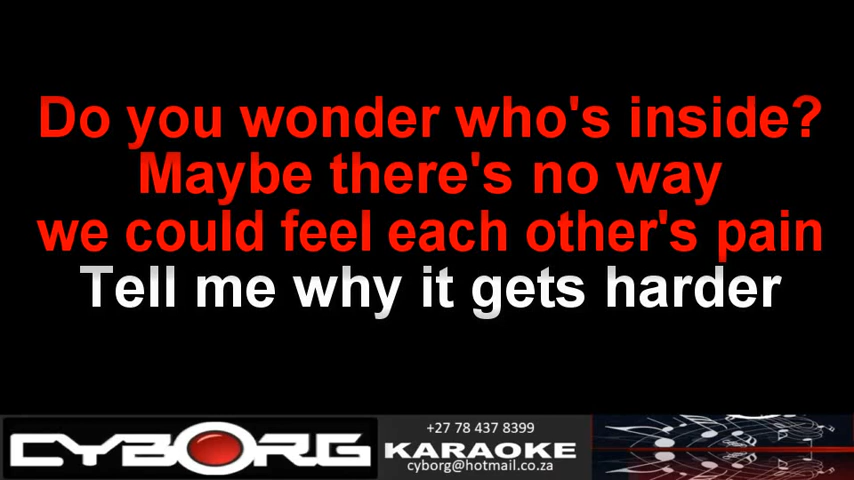 Do you wonder who's inside?
Maybe there's no way
we could feel each other's pain
Tell me why it gets harder
CYBORG
+27 78 437 8399
KARAOKE
cyborg@hotmail.co.za